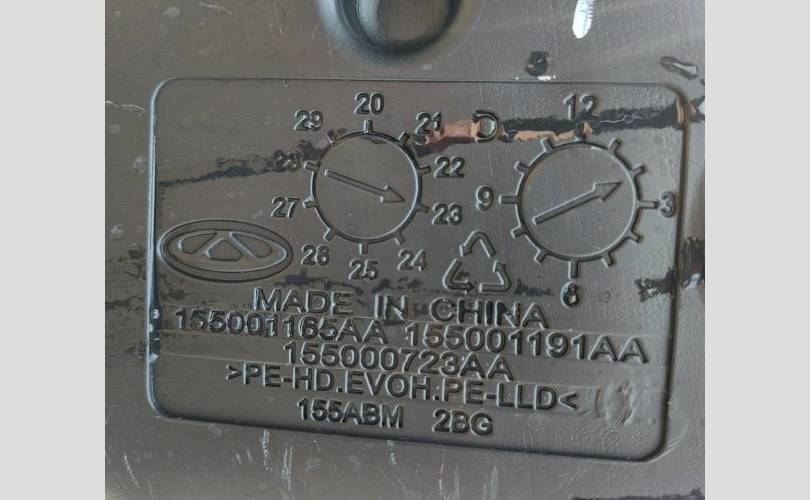 20
29 21
28 22
27 23
26 24
25
12
9 3
6
MADE IN CHINA
155001165AA 155001191AA
155000723AA
>PE-HD.EVOH.PE-LLD<
155ABM 2BG